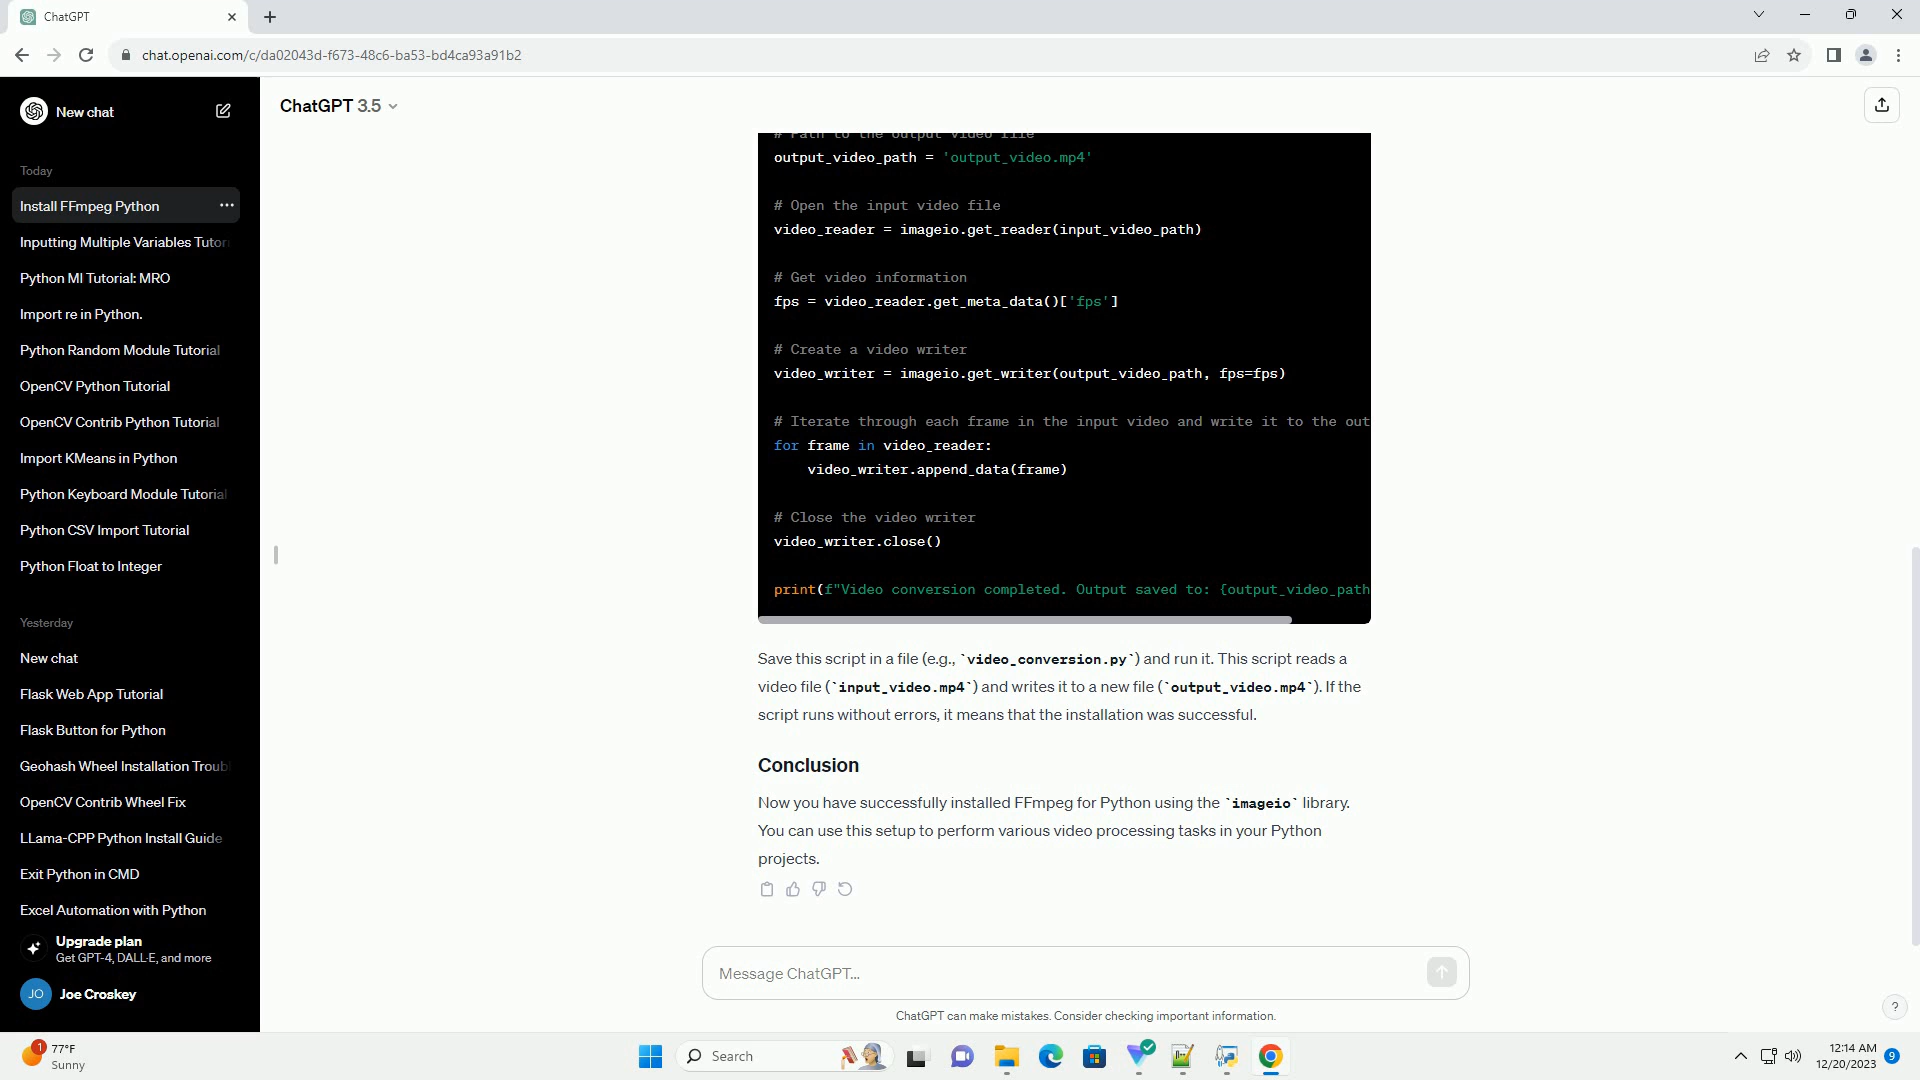 ChatGPT
chat.openai.com/c/da02043d-f673-48c6-ba53-bd4ca93a91b2
New chat
Today
Install FFmpeg Python
Inputting Multiple Variables Tutor
Python MI Tutorial: MRO
Import re in Python.
Python Random Module Tutorial
OpenCV Python Tutorial
OpenCV Contrib Python Tutorial
Import KMeans in Python
Python Keyboard Module Tutorial
Python CSV Import Tutorial
Python Float to Integer
Yesterday
New chat
Flask Web App Tutorial
Flask Button for Python
Geohash Wheel Installation Troub
OpenCV Contrib Wheel Fix
LLama-CPP Python Install Guide
Exit Python in CMD
Excel Automation with Python
Upgrade plan
Get GPT-4, DALL·E, and more
JO Joe Croskey
ChatGPT 3.5
# Path to the output video file
output_video_path = 'output_video.mp4'
# Open the input video file
video_reader = imageio.get_reader(input_video_path)
# Get video information
fps = video_reader.get_meta_data()['fps']
# Create a video writer
video_writer = imageio.get_writer(output_video_path, fps=fps)
# Iterate through each frame in the input video and write it to the out
for frame in video_reader:
    video_writer.append_data(frame)
# Close the video writer
video_writer.close()
print(f"Video conversion completed. Output saved to: {output_video_path
Save this script in a file (e.g., `video_conversion.py`) and run it. This script reads a
video file (`input_video.mp4`) and writes it to a new file (`output_video.mp4`). If the
script runs without errors, it means that the installation was successful.
Conclusion
Now you have successfully installed FFmpeg for Python using the `imageio` library.
You can use this setup to perform various video processing tasks in your Python
projects.
Message ChatGPT...
ChatGPT can make mistakes. Consider checking important information.
?
1
77°F
Sunny
Search
12:14 AM
12/20/2023
9